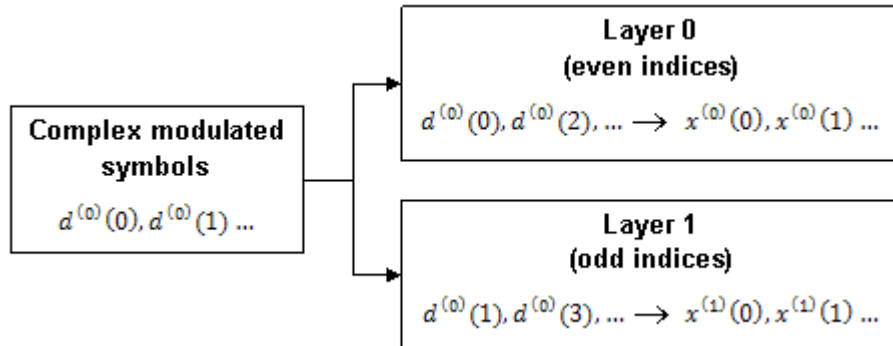 Complex modulated
symbols
d⁽⁰⁾(0), d⁽⁰⁾(1) ...
Layer 0
(even indices)
d⁽⁰⁾(0), d⁽⁰⁾(2), ... → x⁽⁰⁾(0), x⁽⁰⁾(1) ...
Layer 1
(odd indices)
d⁽⁰⁾(1), d⁽⁰⁾(3), ... → x⁽¹⁾(0), x⁽¹⁾(1) ...